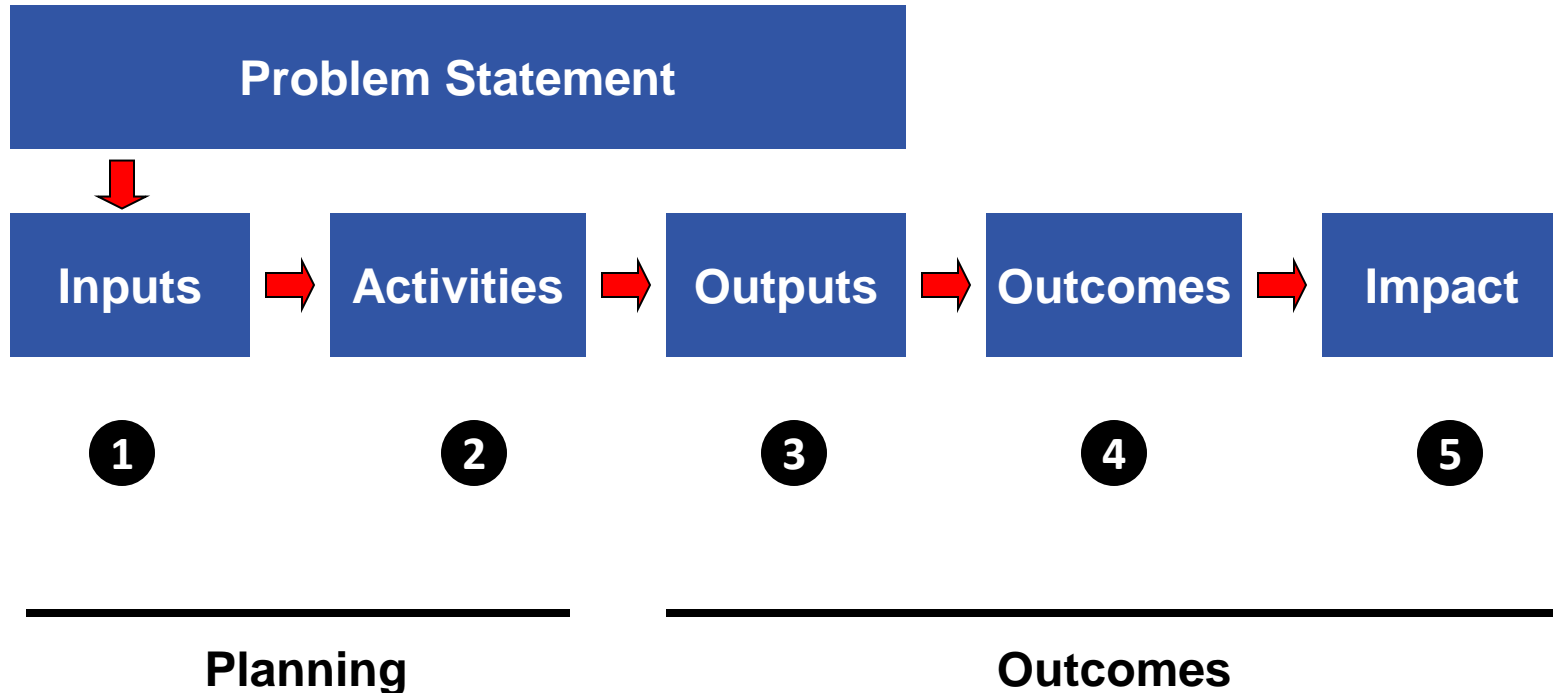 Problem Statement
Inputs
Activities
Outputs
Outcomes
Impact
1
2
3
4
5
Planning
Outcomes